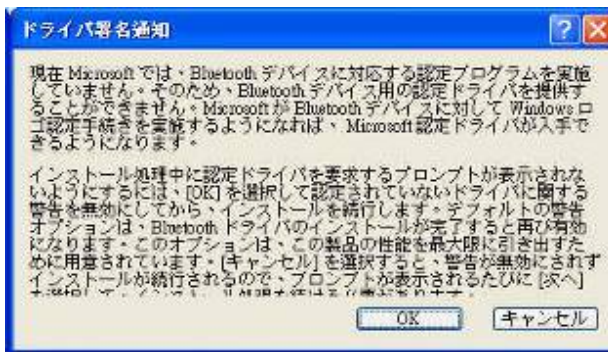 ドライバ署名通知
現在 Microsoft では、Bluetooth デバイスに対応する認定プログラムを実施
していません。そのため、Bluetooth デバイス用の認定ドライバを提供す
ることができません。Microsoft が Bluetooth デバイスに対して Windows ロ
ゴ認定手続きを実施するようになれば、 Microsoft 認定ドライバが入手で
きるようになります。
インストール処理中に認定ドライバを要求するプロンプトが表示されな
いようにするには、[OK] を選択して認定されていないドライバに関する
警告を無効にしてから、インストールを続行します。デフォルトの警告
オプションは、Bluetooth ドライバのインストールが完了すると再び有効
になります。このオプションは、この製品の性能を最大限に引き出すた
めに用意されています。[キャンセル] を選択すると、警告が無効にされず
インストールが続行されるので、プロンプトが表示されるたびに [次へ]
OK
キャンセル